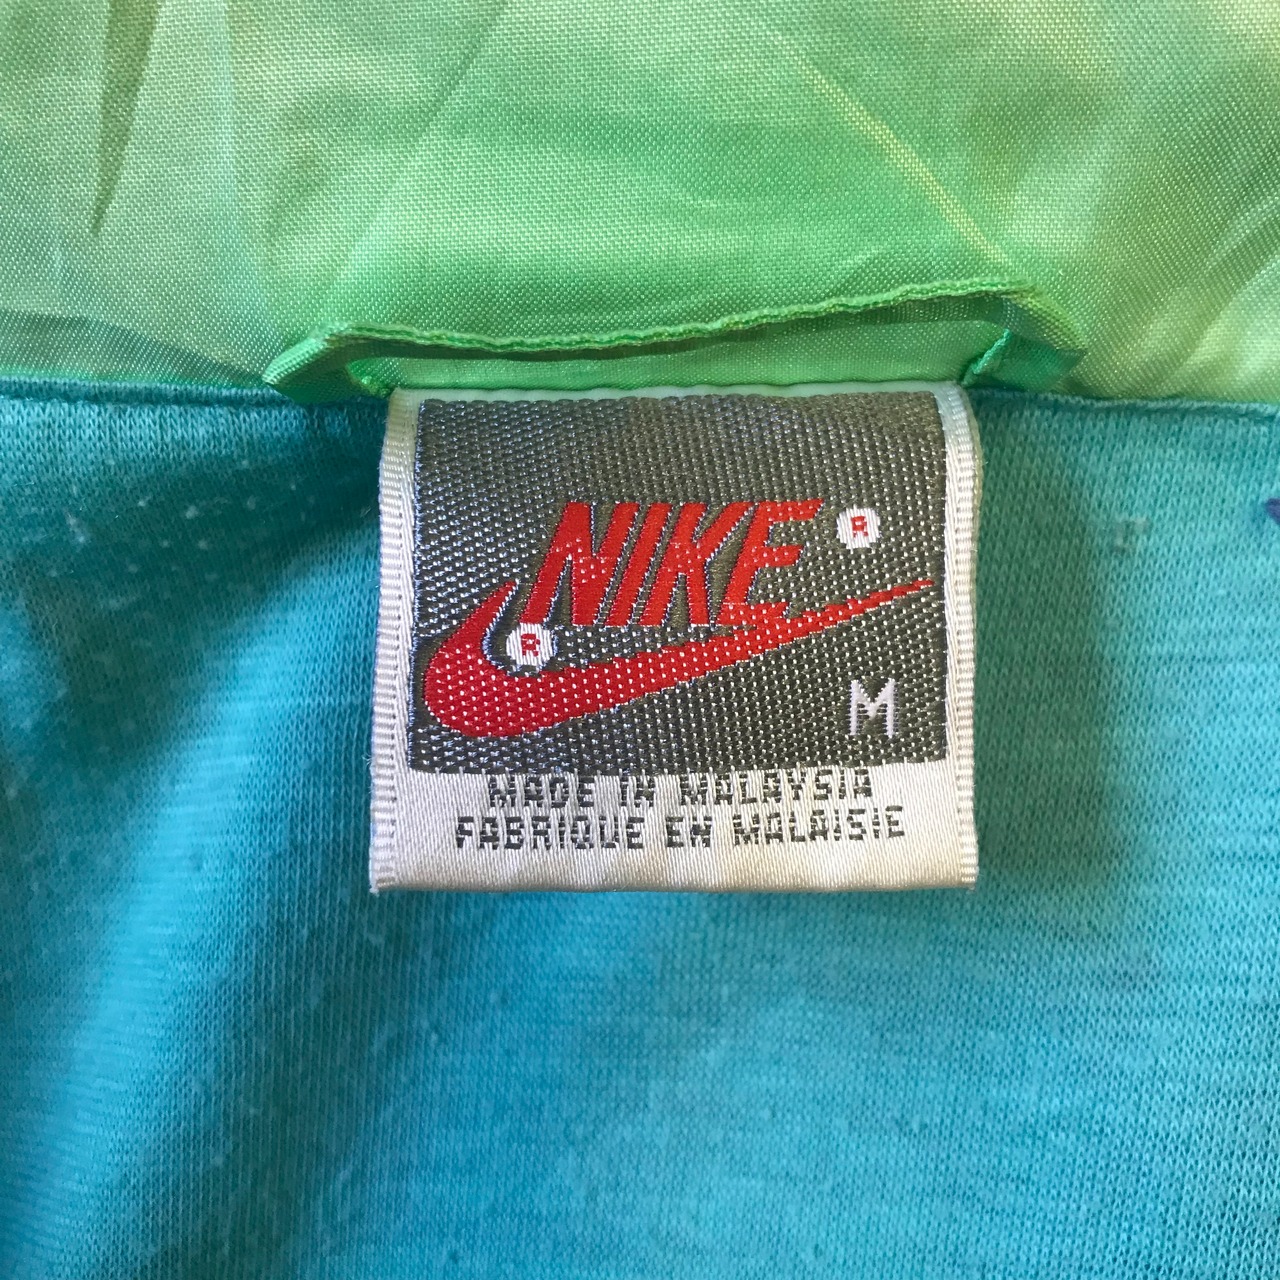 NIKE ®
®
M
MADE IN MALAYSIA
FABRIQUE EN MALAISIE